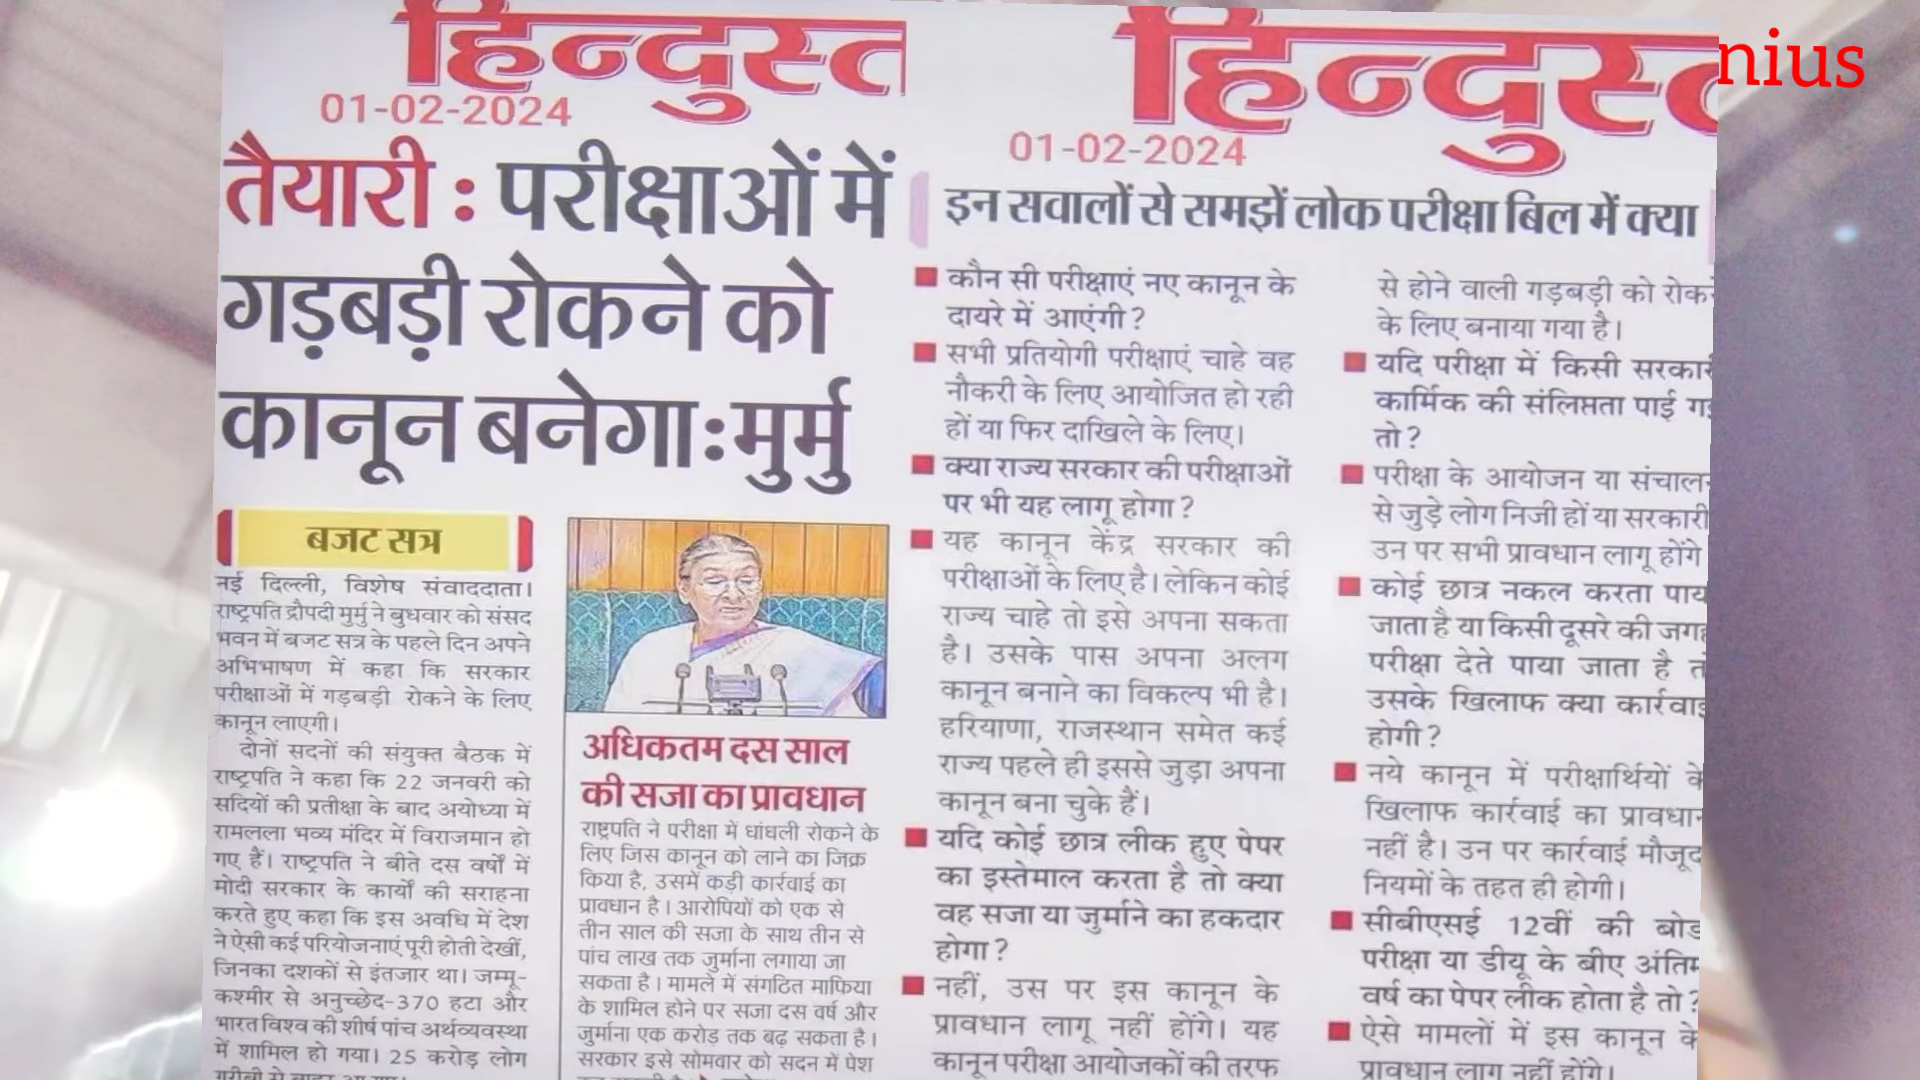 हिन्दुस्त
01-02-2024
तैयारी : परीक्षाओं में
गड़बड़ी रोकने को
कानून बनेगा:मुर्मु
बजट सत्र
नई दिल्ली, विशेष संवाददाता।
राष्ट्रपति द्रौपदी मुर्मु ने बुधवार को संसद
भवन में बजट सत्र के पहले दिन अपने
अभिभाषण में कहा कि सरकार
परीक्षाओं में गड़बड़ी रोकने के लिए
कानून लाएगी।
दोनों सदनों की संयुक्त बैठक में
राष्ट्रपति ने कहा कि 22 जनवरी को
सदियों की प्रतीक्षा के बाद अयोध्या में
रामलला भव्य मंदिर में विराजमान हो
गए हैं। राष्ट्रपति ने बीते दस वर्षों में
मोदी सरकार के कार्यों की सराहना
करते हुए कहा कि इस अवधि में देश
ने ऐसी कई परियोजनाएं पूरी होती देखीं,
जिनका दशकों से इंतजार था। जम्मू-
कश्मीर से अनुच्छेद-370 हटा और
भारत विश्व की शीर्ष पांच अर्थव्यवस्था
में शामिल हो गया। 25 करोड़ लोग
अधिकतम दस साल
की सजा का प्रावधान
राष्ट्रपति ने परीक्षा में धांधली रोकने के
लिए जिस कानून को लाने का जिक्र
किया है, उसमें कड़ी कार्रवाई का
प्रावधान है। आरोपियों को एक से
तीन साल की सजा के साथ तीन से
पांच लाख तक जुर्माना लगाया जा
सकता है। मामले में संगठित माफिया
के शामिल होने पर सजा दस वर्ष और
जुर्माना एक करोड़ तक बढ़ सकता है।
सरकार इसे सोमवार को सदन में पेश
हिन्दुस्त
nius
01-02-2024
इन सवालों से समझें लोक परीक्षा बिल में क्या
कौन सी परीक्षाएं नए कानून के
दायरे में आएंगी?
सभी प्रतियोगी परीक्षाएं चाहे वह
नौकरी के लिए आयोजित हो रही
हों या फिर दाखिले के लिए।
क्या राज्य सरकार की परीक्षाओं
पर भी यह लागू होगा?
यह कानून केंद्र सरकार की
परीक्षाओं के लिए है। लेकिन कोई
राज्य चाहे तो इसे अपना सकता
है। उसके पास अपना अलग
कानून बनाने का विकल्प भी है।
हरियाणा, राजस्थान समेत कई
राज्य पहले ही इससे जुड़ा अपना
कानून बना चुके हैं।
यदि कोई छात्र लीक हुए पेपर
का इस्तेमाल करता है तो क्या
वह सजा या जुर्माने का हकदार
होगा?
नहीं, उस पर इस कानून के
प्रावधान लागू नहीं होंगे। यह
कानून परीक्षा आयोजकों की तरफ
से होने वाली गड़बड़ी को
के लिए बनाया गया है।
यदि परीक्षा में किसी सरकारी
कार्मिक की संलिप्तता पाई
तो?
परीक्षा के आयोजन या संचालन
से जुड़े लोग निजी हों या सरकारी
उन पर सभी प्रावधान लागू होंगे
कोई छात्र नकल करता
जाता है या किसी दूसरे की जगह
परीक्षा देते पाया जाता है
उसके खिलाफ क्या
होगी?
नये कानून में परीक्षार्थियों के
खिलाफ कार्रवाई का प्रावधान
नहीं है। उन पर कार्रवाई मौजूद
नियमों के तहत ही होगी।
सीबीएसई 12वीं की
परीक्षा या डीयू के बीए अंतिम
वर्ष का पेपर लीक होता है तो?
ऐसे मामलों में इस कानून के
प्रावधान लागू नहीं होंगे।